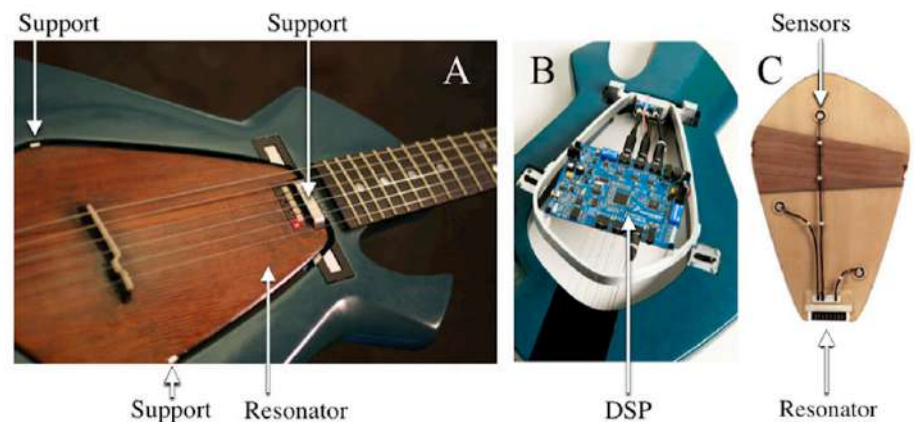 Support
Support
Sensors
A
B
C
Support
Resonator
DSP
Resonator